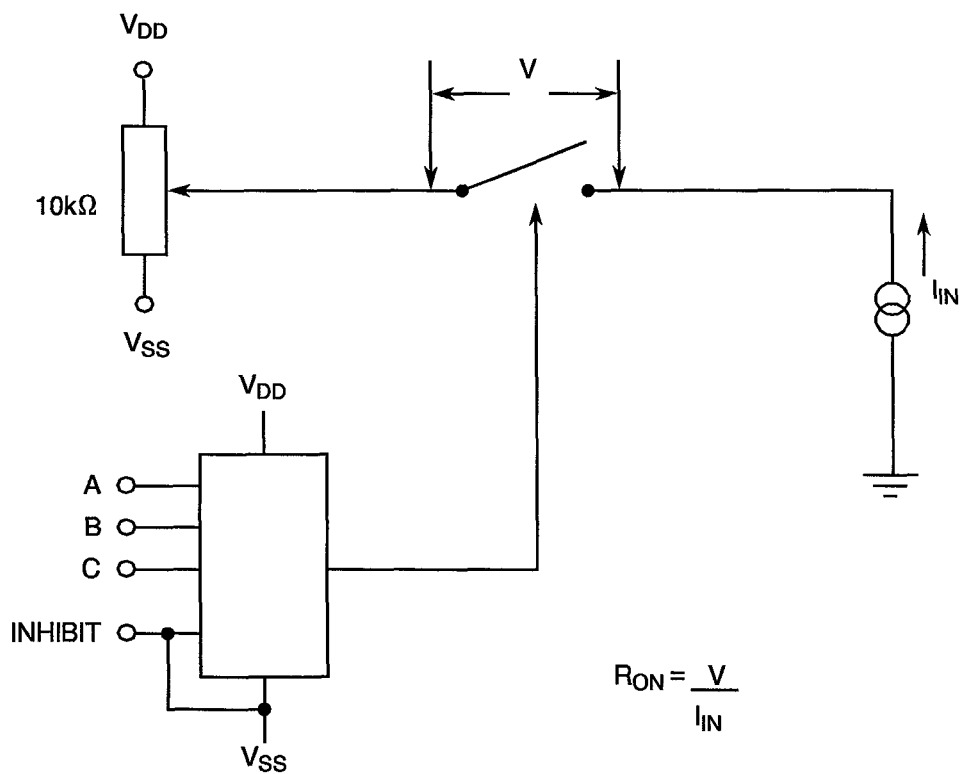 VDD
V
10kΩ
IIN
VSS
VDD
A
B
C
INHIBIT
RON = V
IIN
VSS